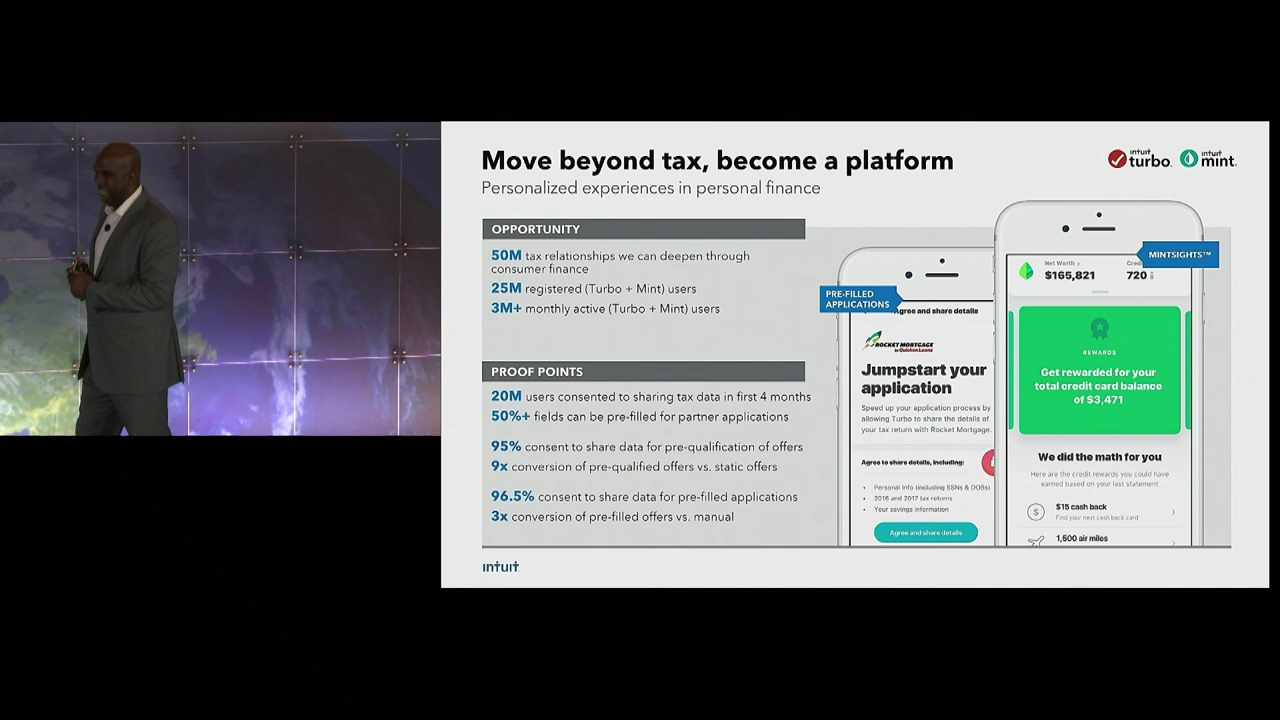 Move beyond tax, become a platform
Personalized experiences in personal finance
intuit
turbo.
intuit
mint.
OPPORTUNITY
50M tax relationships we can deepen through
consumer finance
25M registered (Turbo + Mint) users
3M+ monthly active (Turbo + Mint) users
PROOF POINTS
20M users consented to sharing tax data in first 4 months
50%+ fields can be pre-filled for partner applications
95% consent to share data for pre-qualification of offers
9x conversion of pre-qualified offers vs. static offers
96.5% consent to share data for pre-filled applications
3x conversion of pre-filled offers vs. manual
PRE-FILLED
APPLICATIONS
Agree and share details
ROCKET MORTGAGE
by Quicken Loans
Jumpstart your
application
Speed up your application process by
allowing Turbo to share the details of
your tax return with Rocket Mortgage.
Agree to share details, including:
• Personal Info (including SSNs & DOBs)
• 2016 and 2017 tax returns
• Your savings information
Agree and share details
MINTSIGHTS™
Net Worth ›
$165,821
Cred
720
REWARDS
Get rewarded for your
total credit card balance
of $3,471
We did the math for you
Here are the credit rewards you could have
earned based on your last statement
$15 cash back
Find your next cash back card
1,500 air miles
intuit